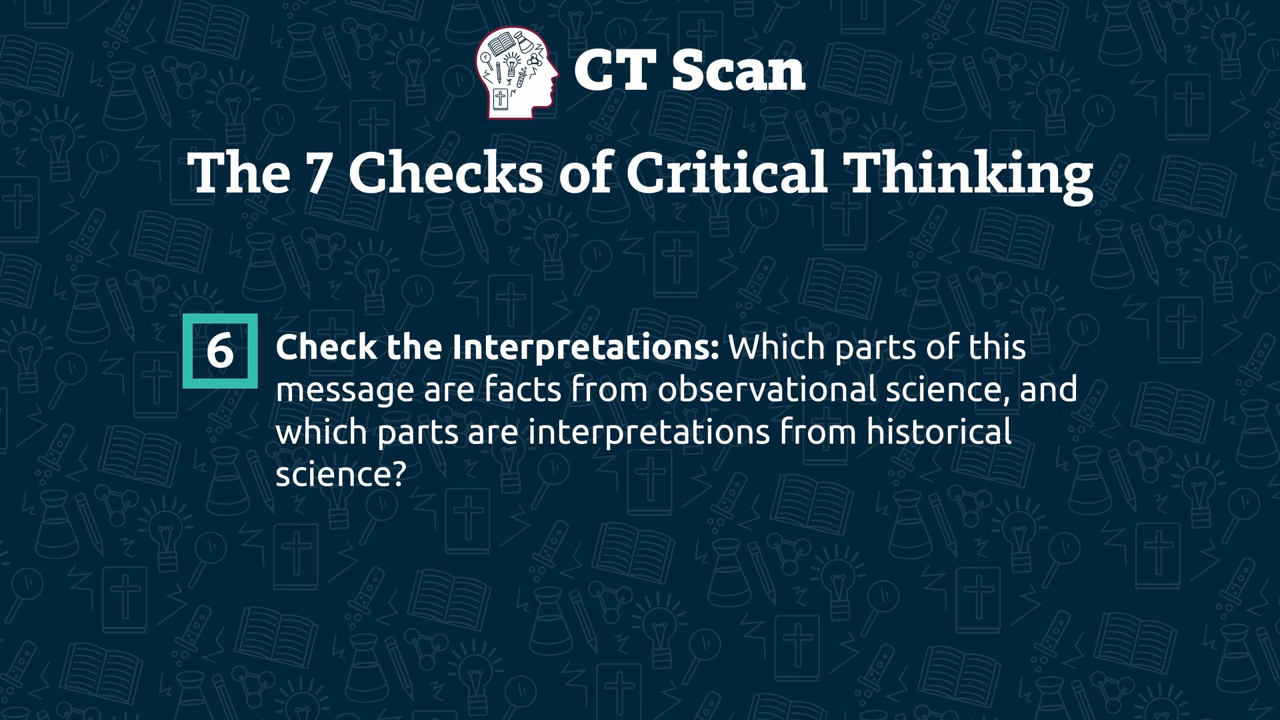 CT Scan
The 7 Checks of Critical Thinking
6
Check the Interpretations: Which parts of this
message are facts from observational science, and
which parts are interpretations from historical
science?